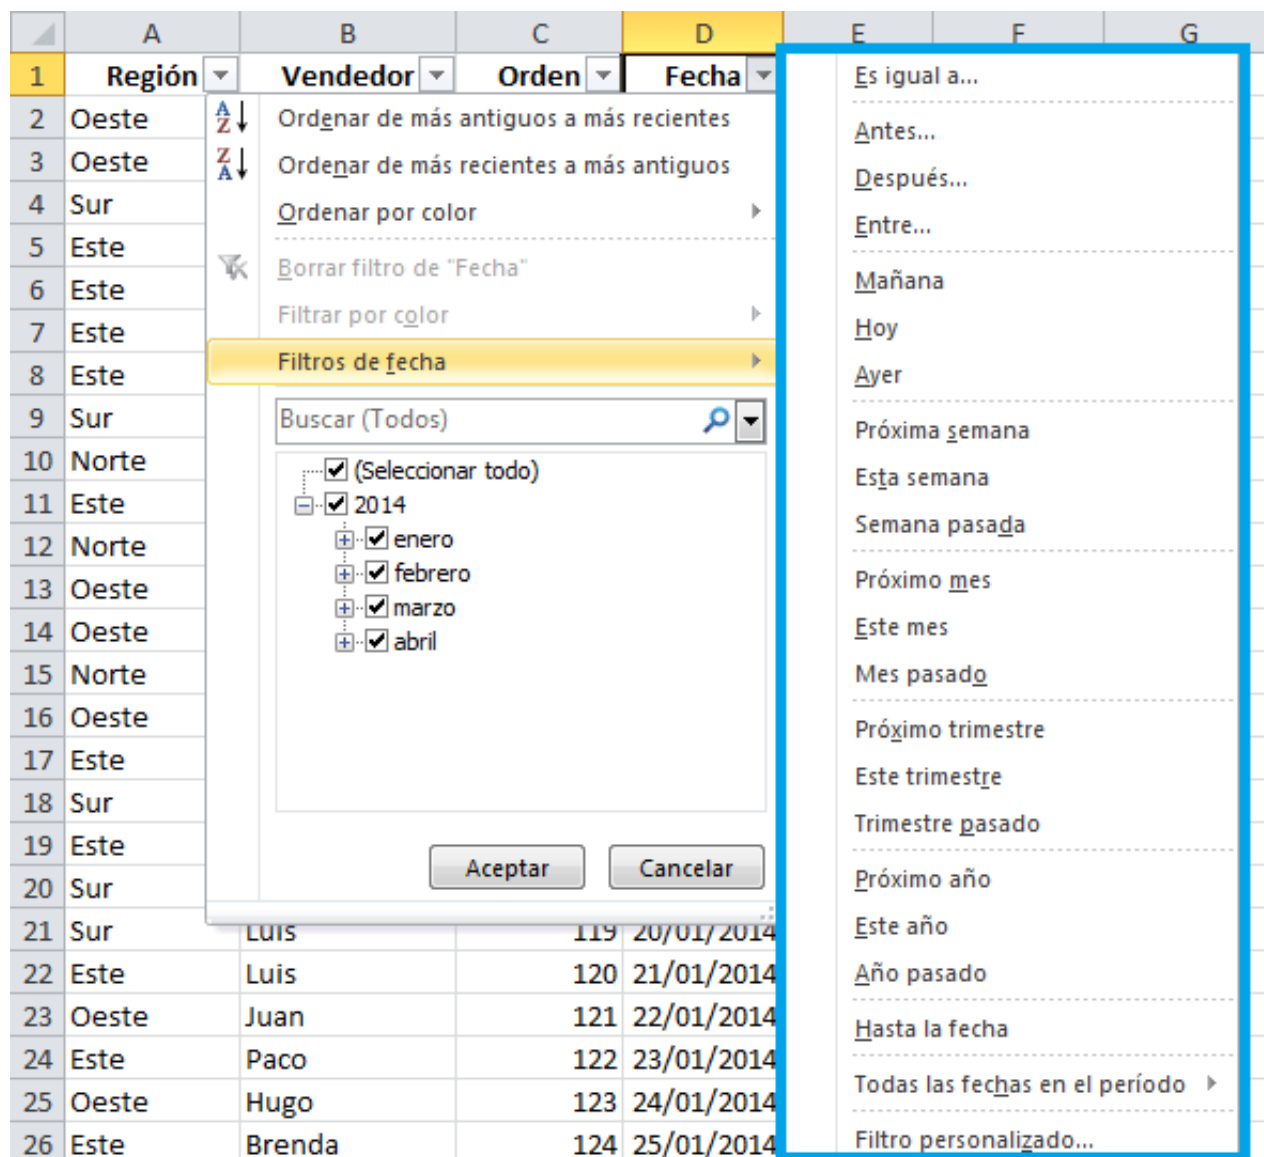 A B C D E F G
1 Región Vendedor Orden Fecha
2 Oeste
3 Oeste
4 Sur
5 Este
6 Este
7 Este
8 Este
9 Sur
10 Norte
11 Este
12 Norte
13 Oeste
14 Oeste
15 Norte
16 Oeste
17 Este
18 Sur
19 Este
20 Sur
21 Sur Luis 119 20/01/2014
22 Este Luis 120 21/01/2014
23 Oeste Juan 121 22/01/2014
24 Este Paco 122 23/01/2014
25 Oeste Hugo 123 24/01/2014
26 Este Brenda 124 25/01/2014
Ordenar de más antiguos a más recientes
Ordenar de más recientes a más antiguos
Ordenar por color
Borrar filtro de "Fecha"
Filtrar por color
Filtros de fecha
Buscar (Todos)
(Seleccionar todo)
2014
enero
febrero
marzo
abril
Aceptar Cancelar
Es igual a...
Antes...
Después...
Entre...
Mañana
Hoy
Ayer
Próxima semana
Esta semana
Semana pasada
Próximo mes
Este mes
Mes pasado
Próximo trimestre
Este trimestre
Trimestre pasado
Próximo año
Este año
Año pasado
Hasta la fecha
Todas las fechas en el período
Filtro personalizado...